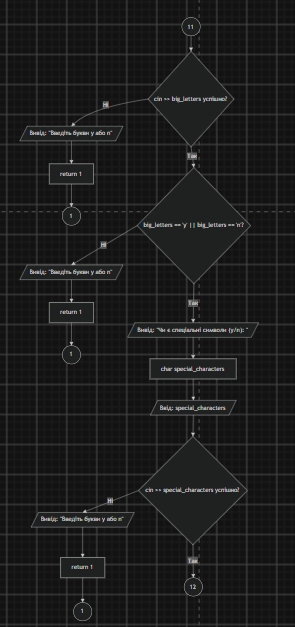 11
cin >> big_letters успішно?
Ні
Так
Вивід: "Введіть букви y або n"
return 1
1
big_letters == 'y' || big_letters == 'n'?
Ні
Вивід: "Введіть букви y або n"
Так
return 1
Вивід: "Чи є спеціальні символи (y/n): "
1
char special_characters
Ввід: special_characters
cin >> special_characters успішно?
Ні
Вивід: "Введіть букви y або n"
Так
return 1
12
1